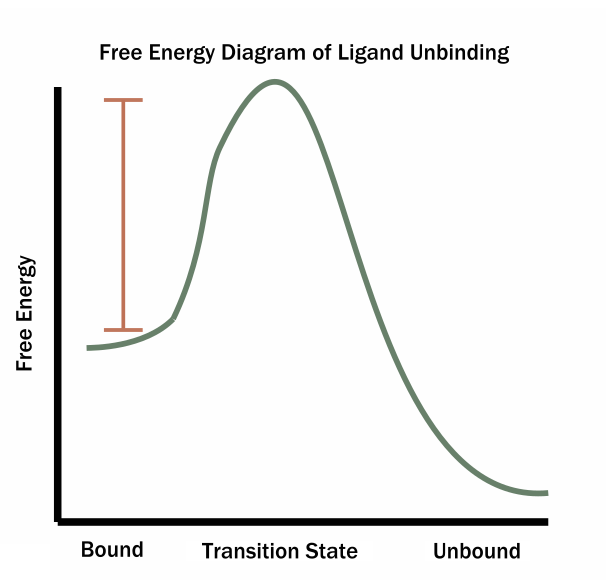 Free Energy Diagram of Ligand Unbinding
Free Energy
Bound
Transition State
Unbound